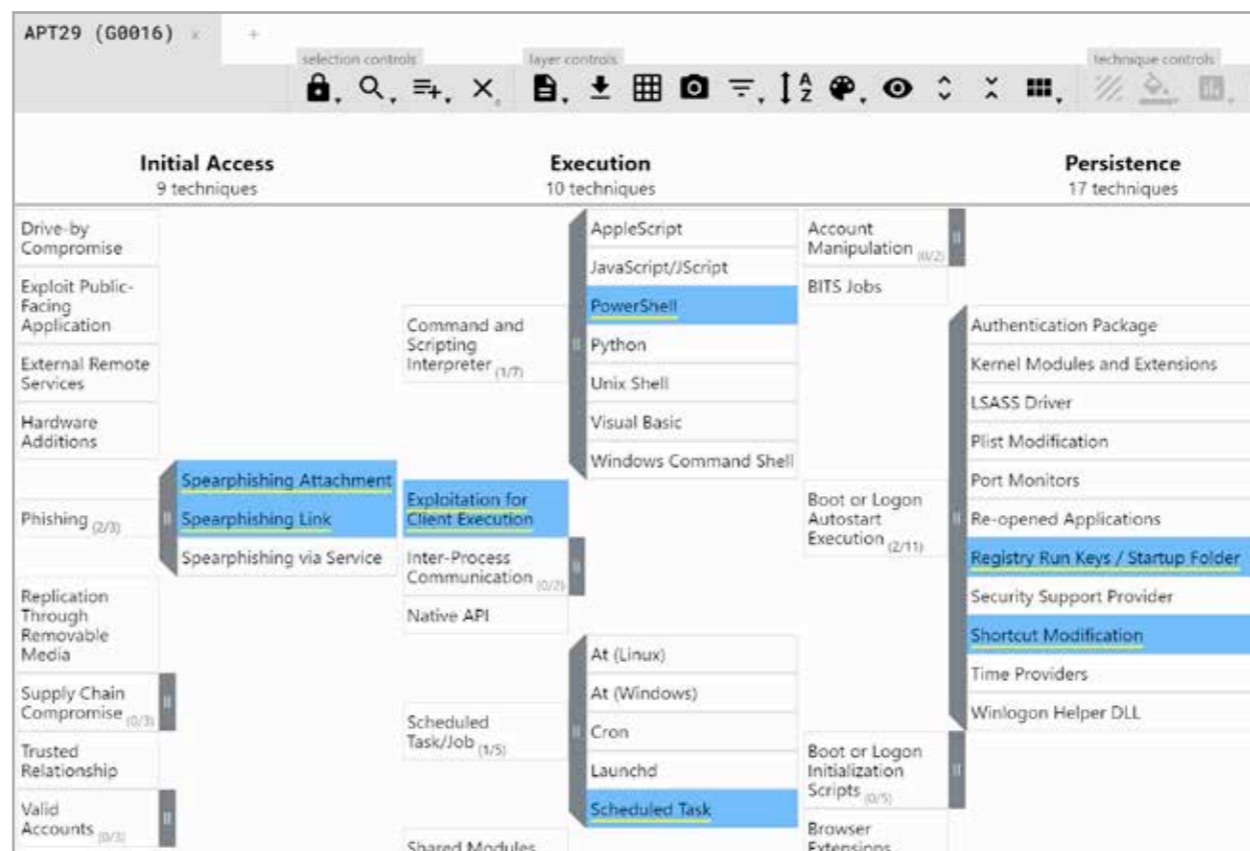 APT29 (G0016) x +
selection controls
layer controls
technique controls
Initial Access
9 techniques
Drive-by
Compromise
Exploit Public-
Facing
Application
External Remote
Services
Hardware
Additions
Phishing (2/3)
Spearphishing Attachment
Spearphishing Link
Spearphishing via Service
Replication
Through
Removable
Media
Supply Chain
Compromise (0/3)
Trusted
Relationship
Valid
Accounts (0/3)
Execution
10 techniques
Command and
Scripting
Interpreter (1/7)
AppleScript
JavaScript/JScript
PowerShell
Python
Unix Shell
Visual Basic
Windows Command Shell
Exploitation for
Client Execution
Inter-Process
Communication (0/2)
Native API
Scheduled
Task/Job (1/5)
At (Linux)
At (Windows)
Cron
Launchd
Scheduled Task
Shared Modules
Persistence
17 techniques
Account
Manipulation (0/2)
BITS Jobs
Boot or Logon
Autostart
Execution (2/11)
Authentication Package
Kernel Modules and Extensions
LSASS Driver
Plist Modification
Port Monitors
Re-opened Applications
Registry Run Keys / Startup Folder
Security Support Provider
Shortcut Modification
Time Providers
Winlogon Helper DLL
Boot or Logon
Initialization
Scripts (0/5)
Browser
Extensions